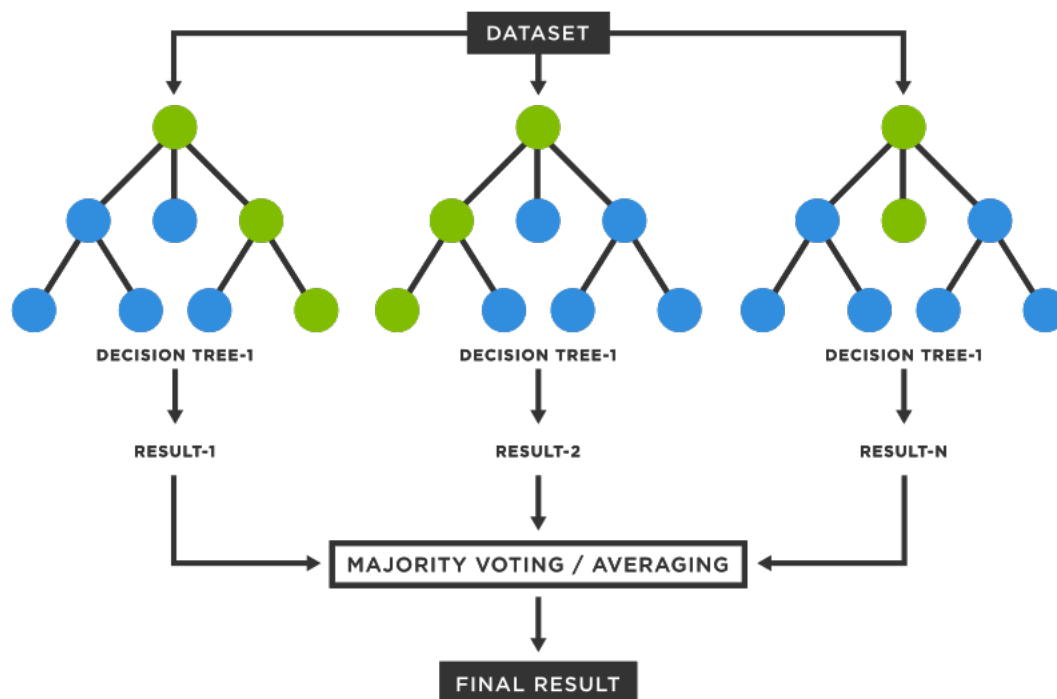 DATASET
DECISION TREE-1
DECISION TREE-1
DECISION TREE-1
RESULT-1
RESULT-2
RESULT-N
MAJORITY VOTING / AVERAGING
FINAL RESULT